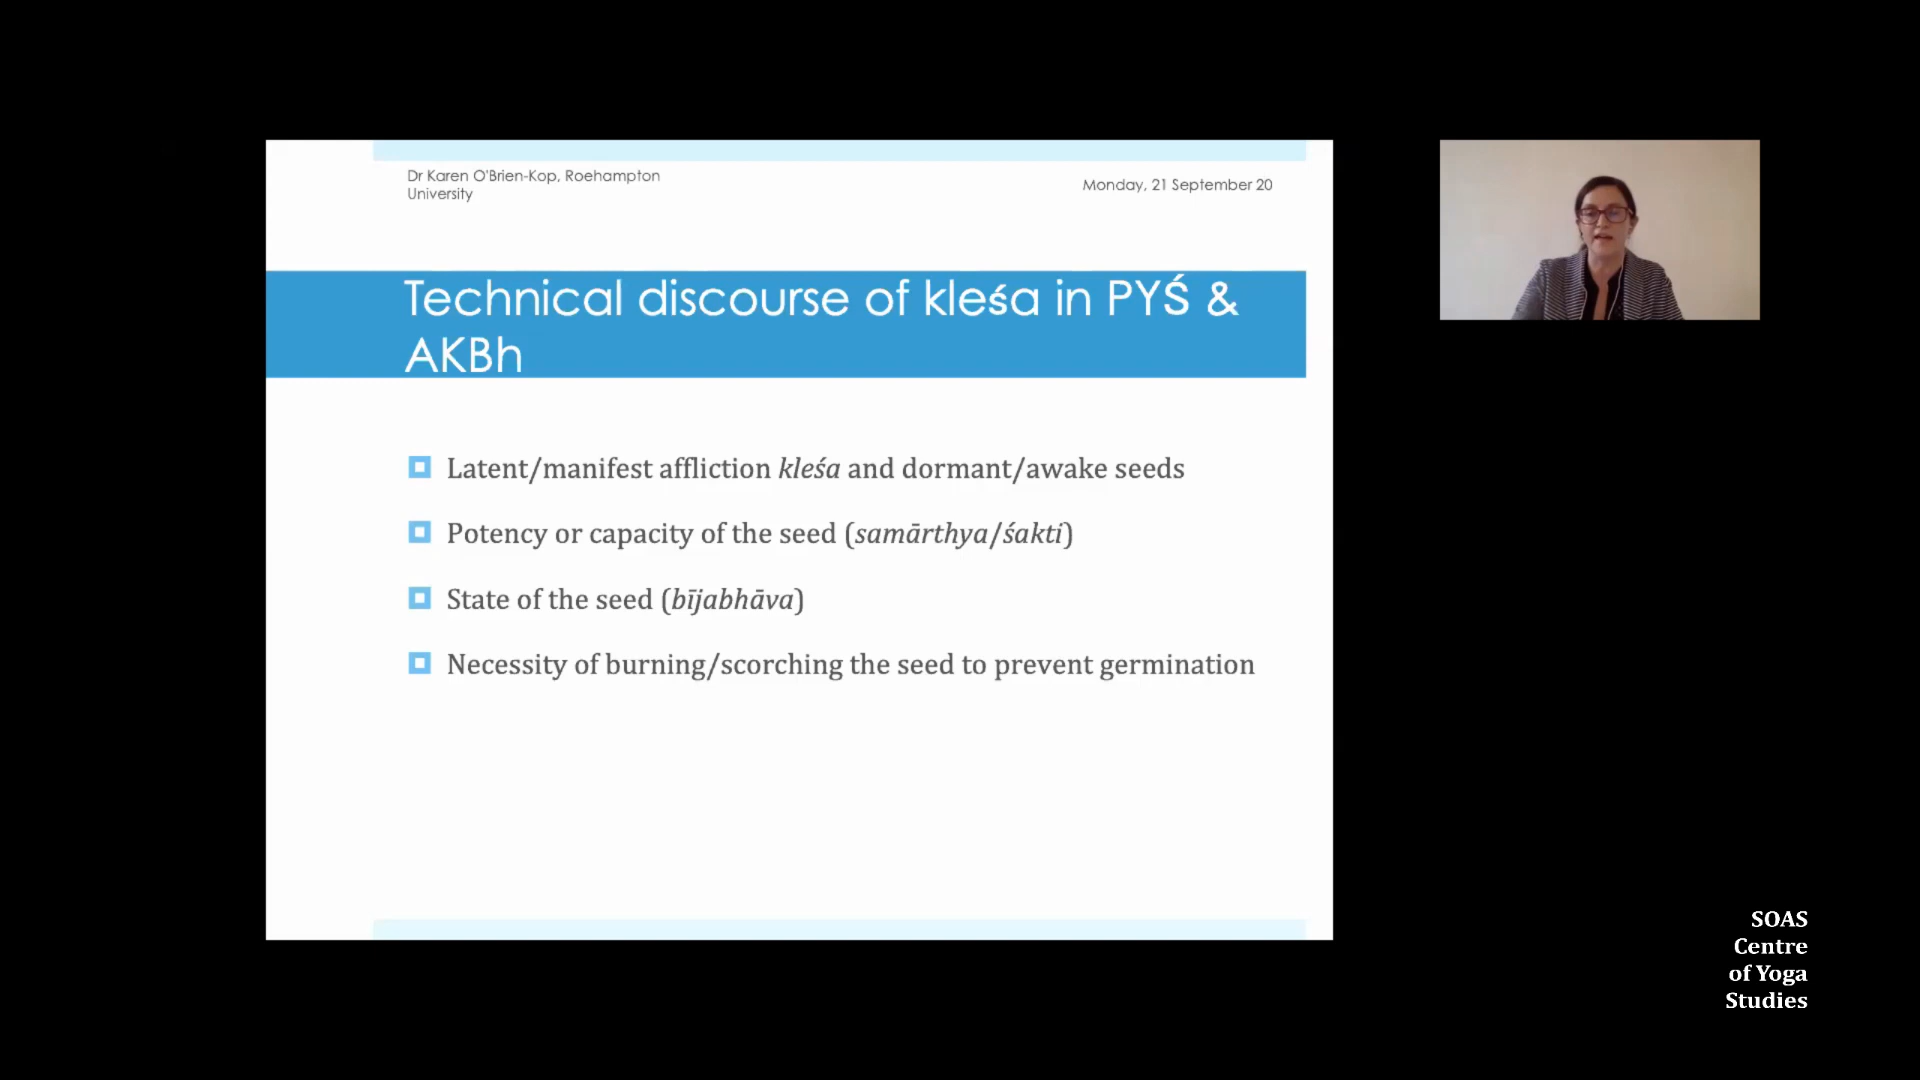 Dr Karen O'Brien-Kop, Roehampton
University
Monday, 21 September 20
Technical discourse of kleśa in PYŚ &
AKBh
Latent/manifest affliction kleśa and dormant/awake seeds
Potency or capacity of the seed (samārthya/śakti)
State of the seed (bījabhāva)
Necessity of burning/scorching the seed to prevent germination
SOAS
Centre
of Yoga
Studies